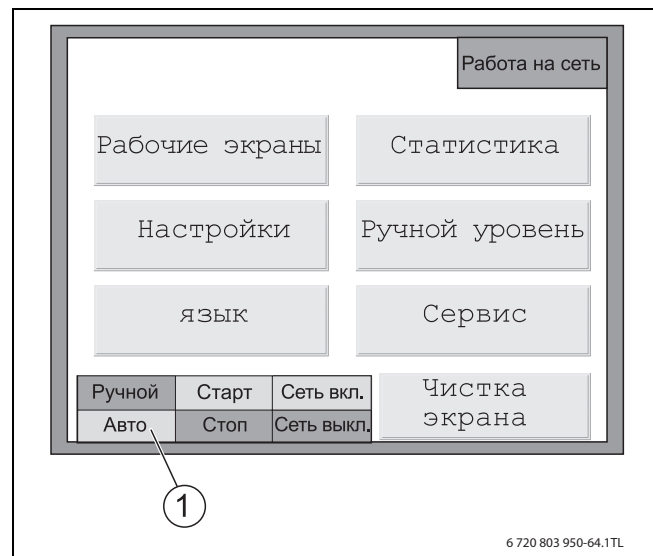 Работа на сеть
Рабочие экраны
Статистика
Настройки
Ручной уровень
язык
Сервис
Ручной
Старт
Сеть вкл.
Авто
Стоп
Сеть выкл.
Чистка
экрана
1
6 720 803 950-64.1TL